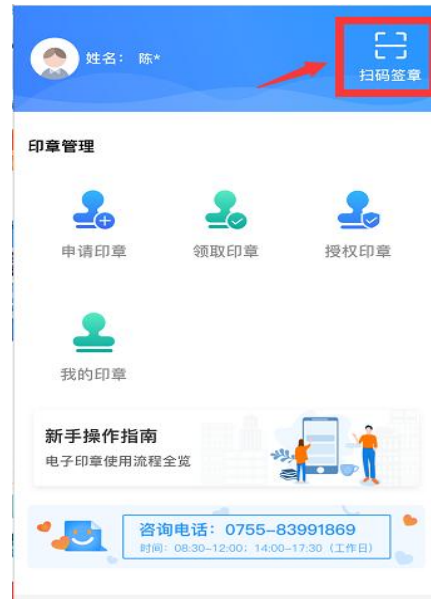 姓名： 陈*
扫码签章
印章管理
申请印章 领取印章 授权印章
我的印章
新手操作指南
电子印章使用流程全览
咨询电话：0755-83991869
时间：08:30-12:00；14:00-17:30（工作日）